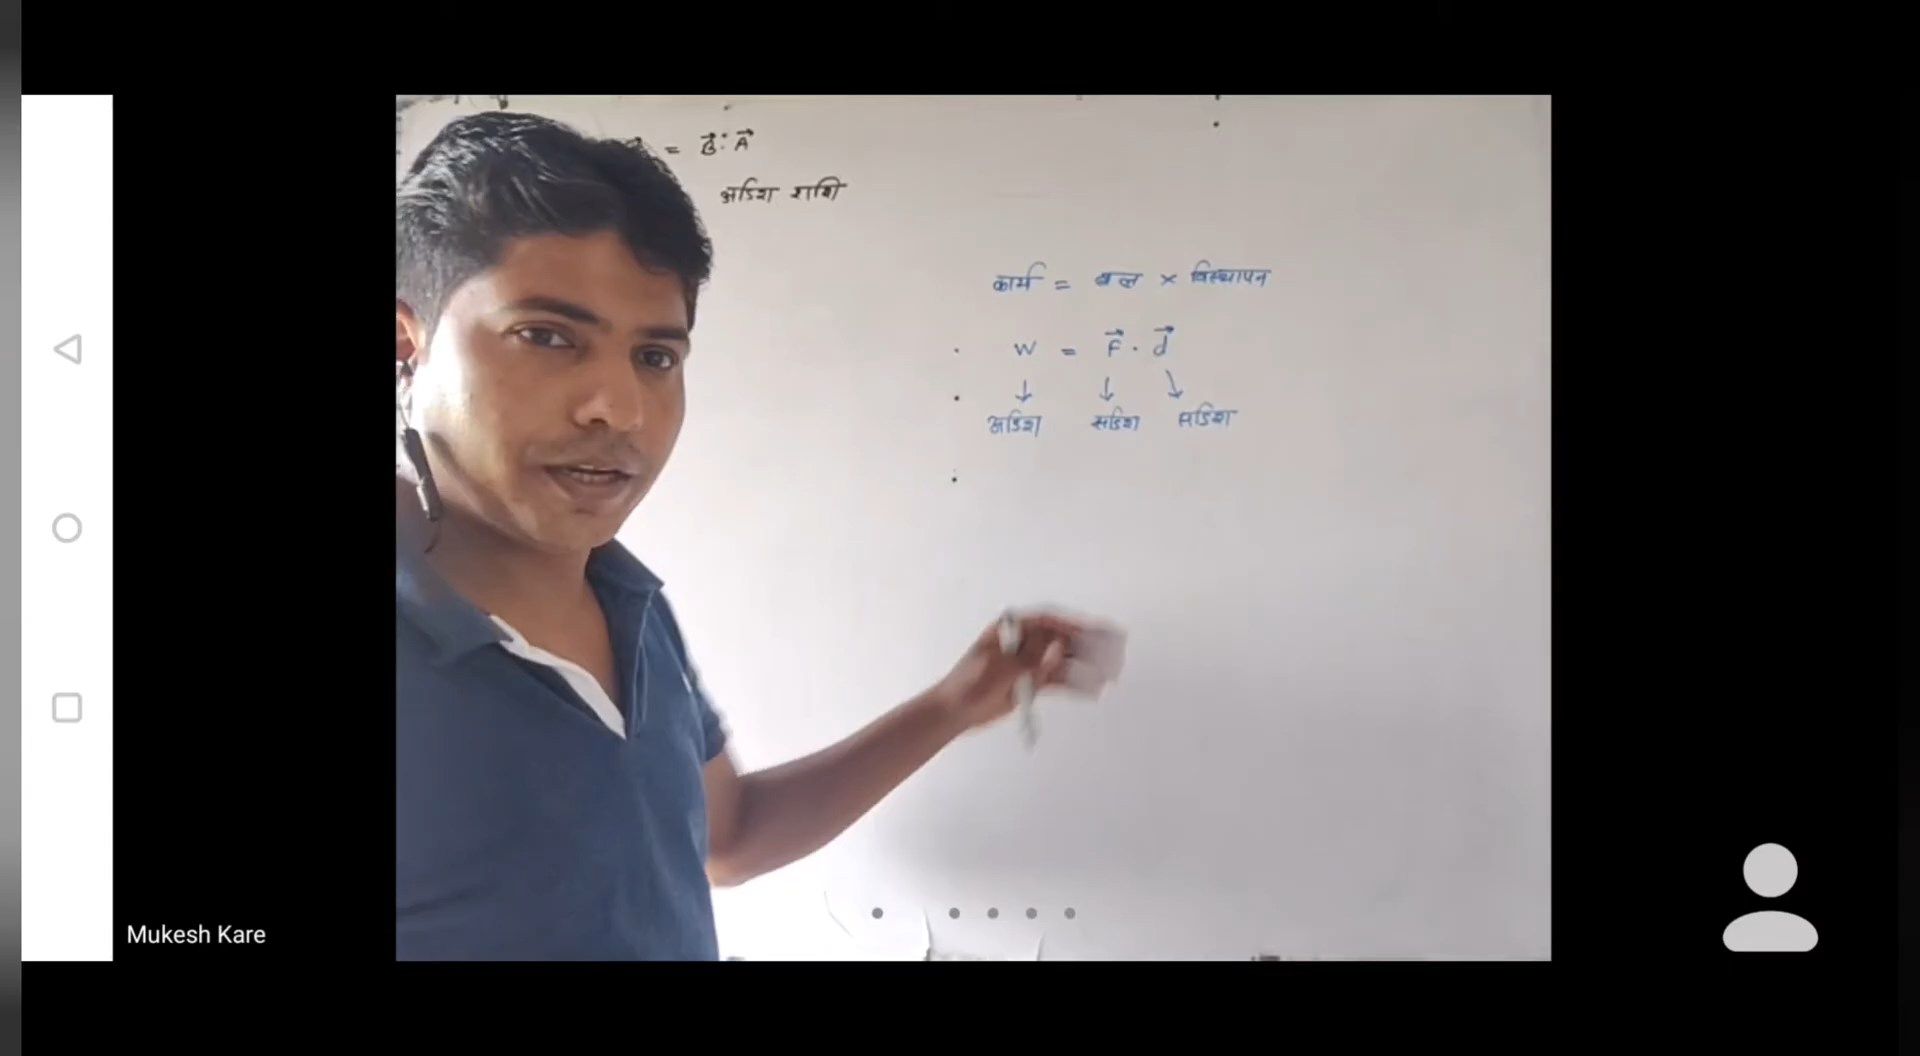 = B⃗ · A⃗
अदिश राशि
कार्य = बल × विस्थापन
W = F⃗ · d⃗
↓ ↓ ↘
अदिश सदिश सदिश
Mukesh Kare